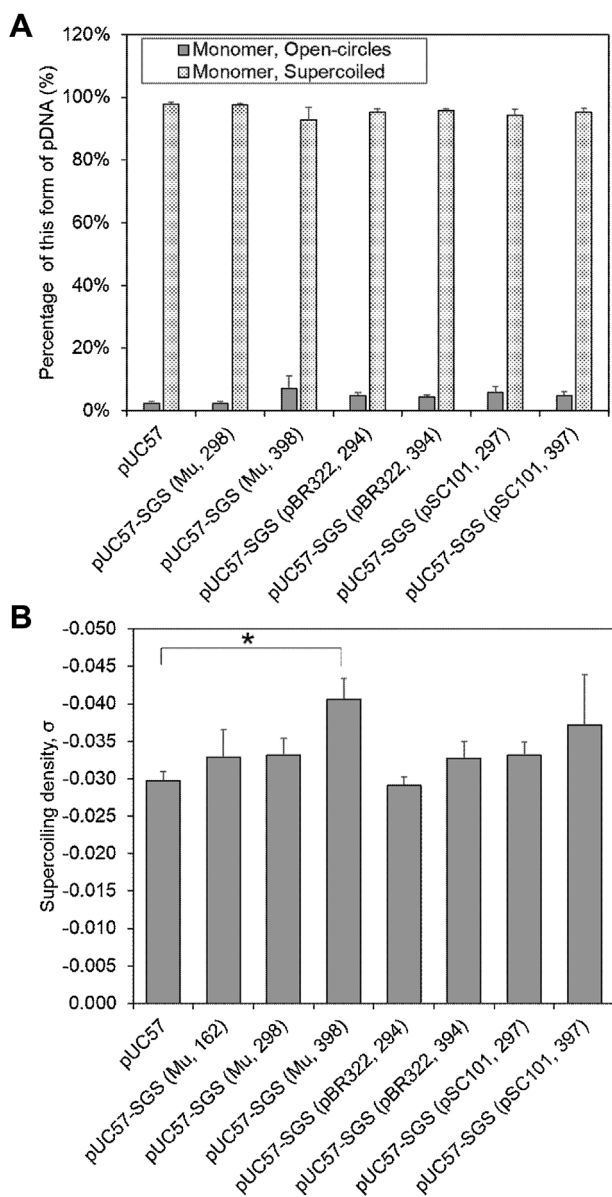 A
120%
100%
80%
60%
40%
20%
0%
Percentage of this form of pDNA (%)
Monomer, Open-circles
Monomer, Supercoiled
pUC57
pUC57-SGS (Mu, 298)
pUC57-SGS (Mu, 398)
pUC57-SGS (pBR322, 294)
pUC57-SGS (pBR322, 394)
pUC57-SGS (pSC101, 297)
pUC57-SGS (pSC101, 397)
B
-0.050
-0.045
-0.040
-0.035
-0.030
-0.025
-0.020
-0.015
-0.010
-0.005
0.000
Supercoiling density, σ
*
pUC57
pUC57-SGS (Mu, 162)
pUC57-SGS (Mu, 298)
pUC57-SGS (Mu, 398)
pUC57-SGS (pBR322, 294)
pUC57-SGS (pBR322, 394)
pUC57-SGS (pSC101, 297)
pUC57-SGS (pSC101, 397)